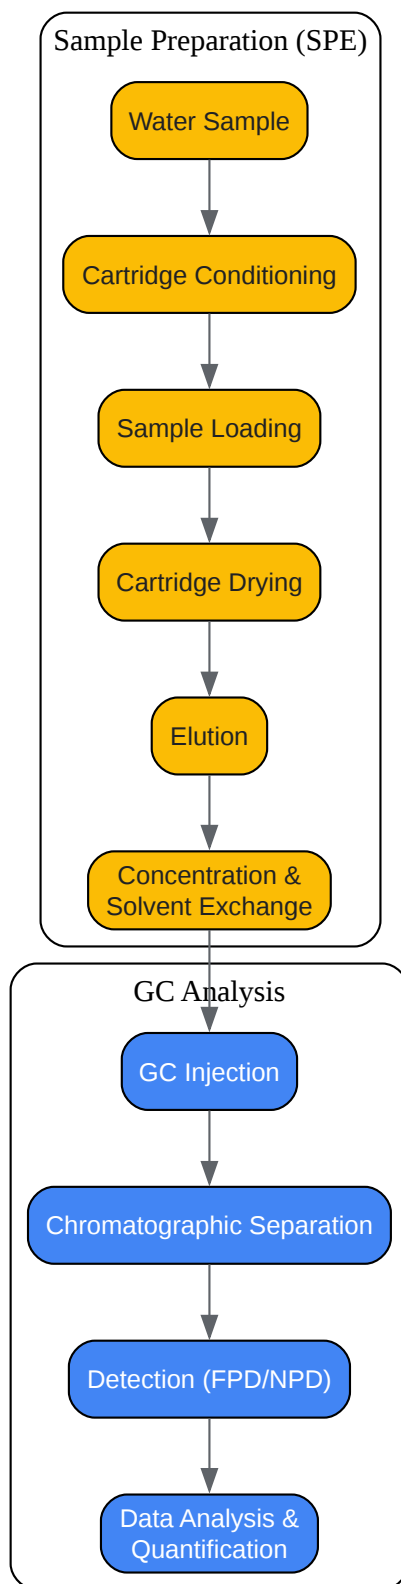 Sample Preparation (SPE)
Water Sample
Cartridge Conditioning
Sample Loading
Cartridge Drying
Elution
Concentration &
Solvent Exchange
GC Analysis
GC Injection
Chromatographic Separation
Detection (FPD/NPD)
Data Analysis &
Quantification